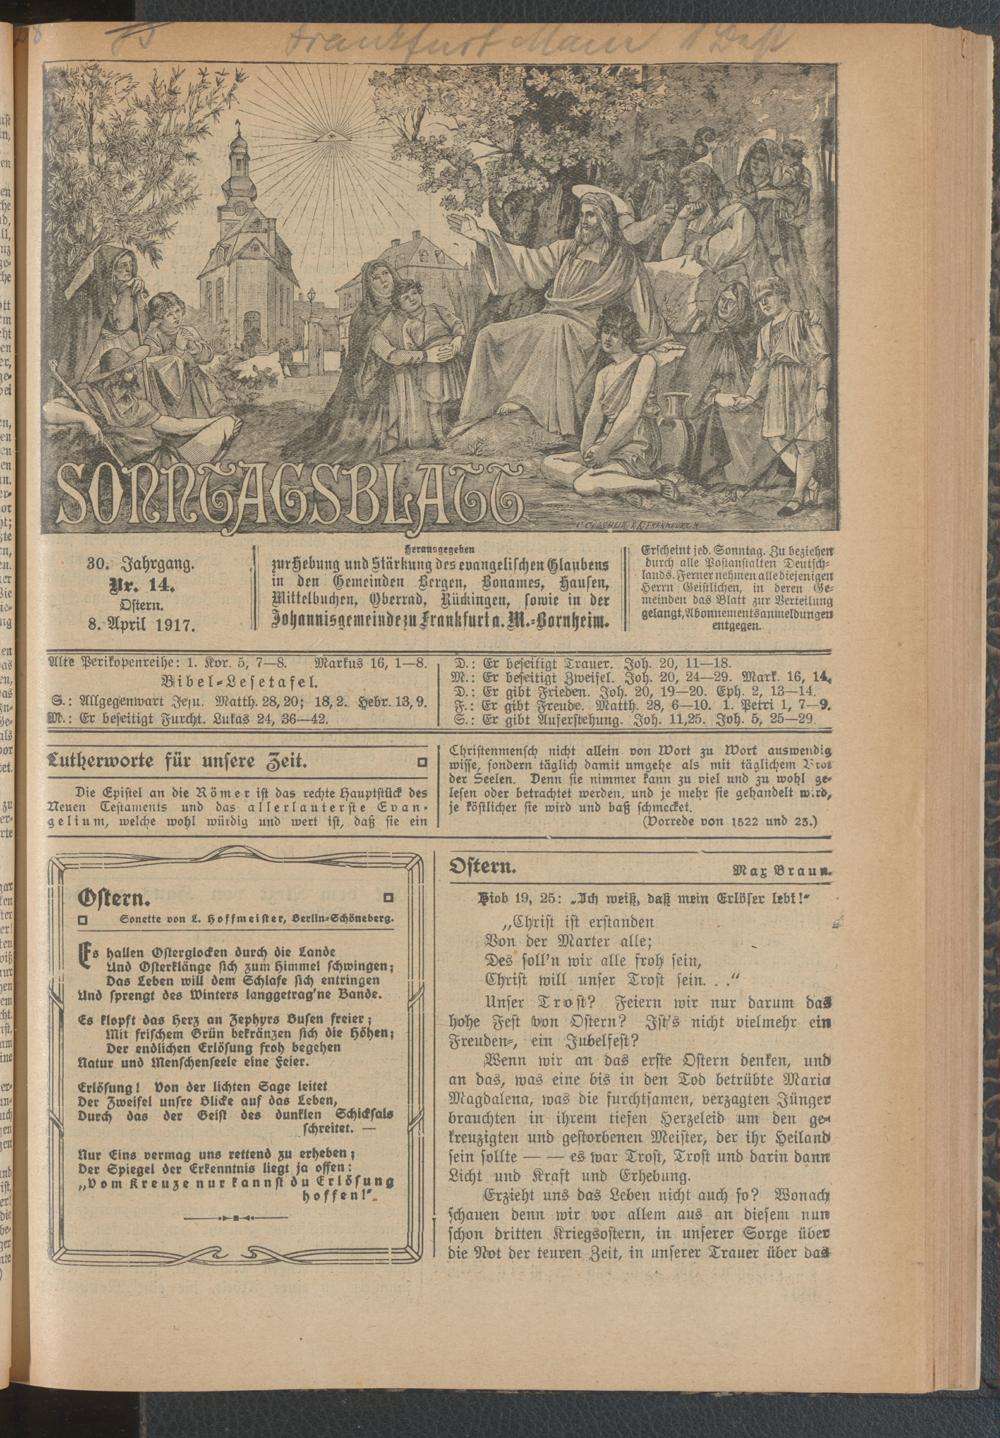 Frankfurt Main
SONNTAGSBLATT
30. Jahrgang.
Nr. 14.
Ostern.
8. April 1917.
Herausgegeben
zur Hebung und Stärkung des evangelischen Glaubens
in den Gemeinden Bergen, Bonames, Hausen,
Mittelbuchen, Oberrad, Rückingen, sowie in der
Johannisgemeinde zu Frankfurt a. M.-Bornheim.
Erscheint jed. Sonntag. Zu beziehen
durch alle Postanstalten Deutsch-
lands. Ferner nehmen alle diejenigen
Herrn Geistlichen, in deren Ge-
meinden das Blatt zur Verteilung
gelangt, Abonnementsanmeldungen
entgegen.
Alte Perikopenreihe: 1. Kor. 5, 7—8. Markus 16, 1—8.
Bibel-Lesetafel.
S.: Allgegenwart Jesu. Matth. 28, 20; 18, 2. Hebr. 13, 9.
M.: Er beseitigt Furcht. Lukas 24, 36—42.
D.: Er beseitigt Trauer. Joh. 20, 11—18.
M.: Er beseitigt Zweifel. Joh. 20, 24—29. Mark. 16, 14.
D.: Er gibt Frieden. Joh. 20, 19—20. Eph. 2, 13—14.
F.: Er gibt Freude. Matth. 28, 6—10. 1. Petri 1, 7—9.
S.: Er gibt Auferstehung. Joh. 11, 25. Joh. 5, 25—29.
Lutherworte für unsere Zeit.
Die Epistel an die Römer ist das rechte Hauptstück des
Neuen Testaments und das allerlauterste Evan-
gelium, welche wohl würdig und wert ist, daß sie ein
Christenmensch nicht allein von Wort zu Wort auswendig
wisse, sondern täglich damit umgehe als mit täglichem Brot
der Seelen. Denn sie nimmer kann zu viel und zu wohl ge-
lesen oder betrachtet werden, und je mehr sie gehandelt wird,
je köstlicher sie wird und baß schmecket.
(Vorrede von 1522 und 23.)
Ostern.
Sonette von L. Hoffmeister, Berlin-Schöneberg.
Es hallen Osterglocken durch die Lande
Und Osterklänge sich zum Himmel schwingen;
Das Leben will dem Schlafe sich entringen
Und sprengt des Winters langgetrag'ne Bande.
Es klopft das Herz an Zephyrs Busen freier;
Mit frischem Grün bekränzen sich die Höhen;
Der endlichen Erlösung froh begehen
Natur und Menschenseele eine Feier.
Erlösung! Von der lichten Sage leitet
Der Zweifel unsre Blicke auf das Leben,
Durch das der Geist des dunklen Schicksals
schreitet. —
Nur Eins vermag uns rettend zu erheben;
Der Spiegel der Erkenntnis liegt ja offen:
„Vom Kreuze nur kannst du Erlösung
hoffen!“
Ostern.
Max Braun.
Hiob 19, 25: „Ich weiß, daß mein Erlöser lebt!“
„Christ ist erstanden
Von der Marter alle;
Des soll'n wir alle froh sein,
Christ will unser Trost sein. . .“
Unser Trost? Feiern wir nur darum das
hohe Fest von Ostern? Ist's nicht vielmehr ein
Freuden-, ein Jubelfest?
Wenn wir an das erste Ostern denken, und
an das, was eine bis in den Tod betrübte Maria
Magdalena, was die furchtsamen, verzagten Jünger
brauchten in ihrem tiefen Herzeleid um den ge-
kreuzigten und gestorbenen Meister, der ihr Heiland
sein sollte — — es war Trost, Trost und darin dann
Licht und Kraft und Erhebung.
Erzieht uns das Leben nicht auch so? Wonach
schauen denn wir vor allem aus an diesem nun
schon dritten Kriegsostern, in unserer Sorge über
die Not der teuren Zeit, in unserer Trauer über das